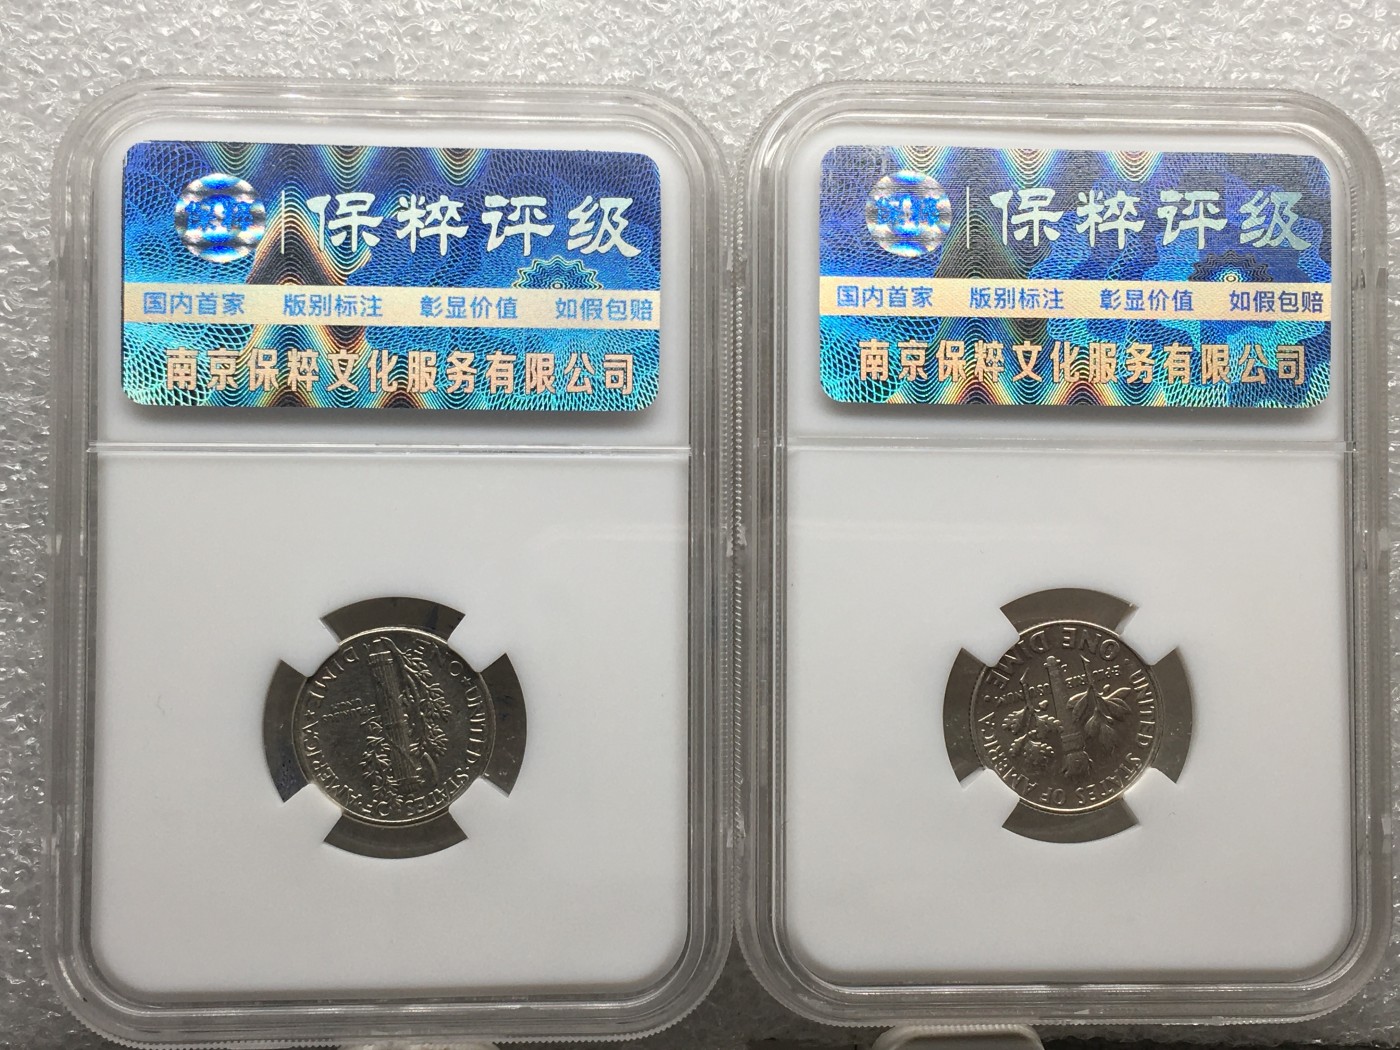 保粹评级
国内首家 版别标注 彰显价值 如假包赔
南京保粹文化服务有限公司
UNITED·STATES·OF·AMERICA
ONE DIME
保粹评级
国内首家 版别标注 彰显价值 如假包赔
南京保粹文化服务有限公司
UNITED STATES OF AMERICA
ONE DIME